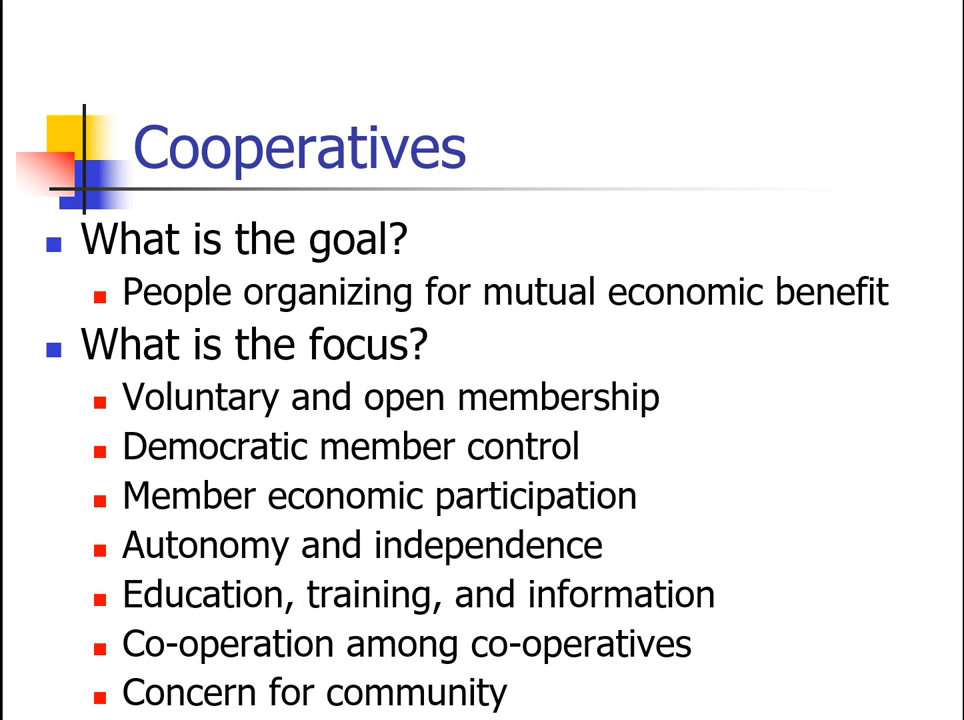 Cooperatives
What is the goal?
People organizing for mutual economic benefit
What is the focus?
Voluntary and open membership
Democratic member control
Member economic participation
Autonomy and independence
Education, training, and information
Co-operation among co-operatives
Concern for community